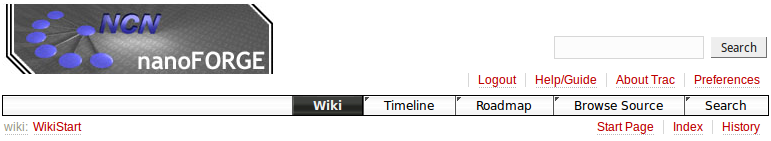 NCN
nanoFORGE
Search
Logout Help/Guide About Trac Preferences
Wiki Timeline Roadmap Browse Source Search
wiki: WikiStart Start Page Index History